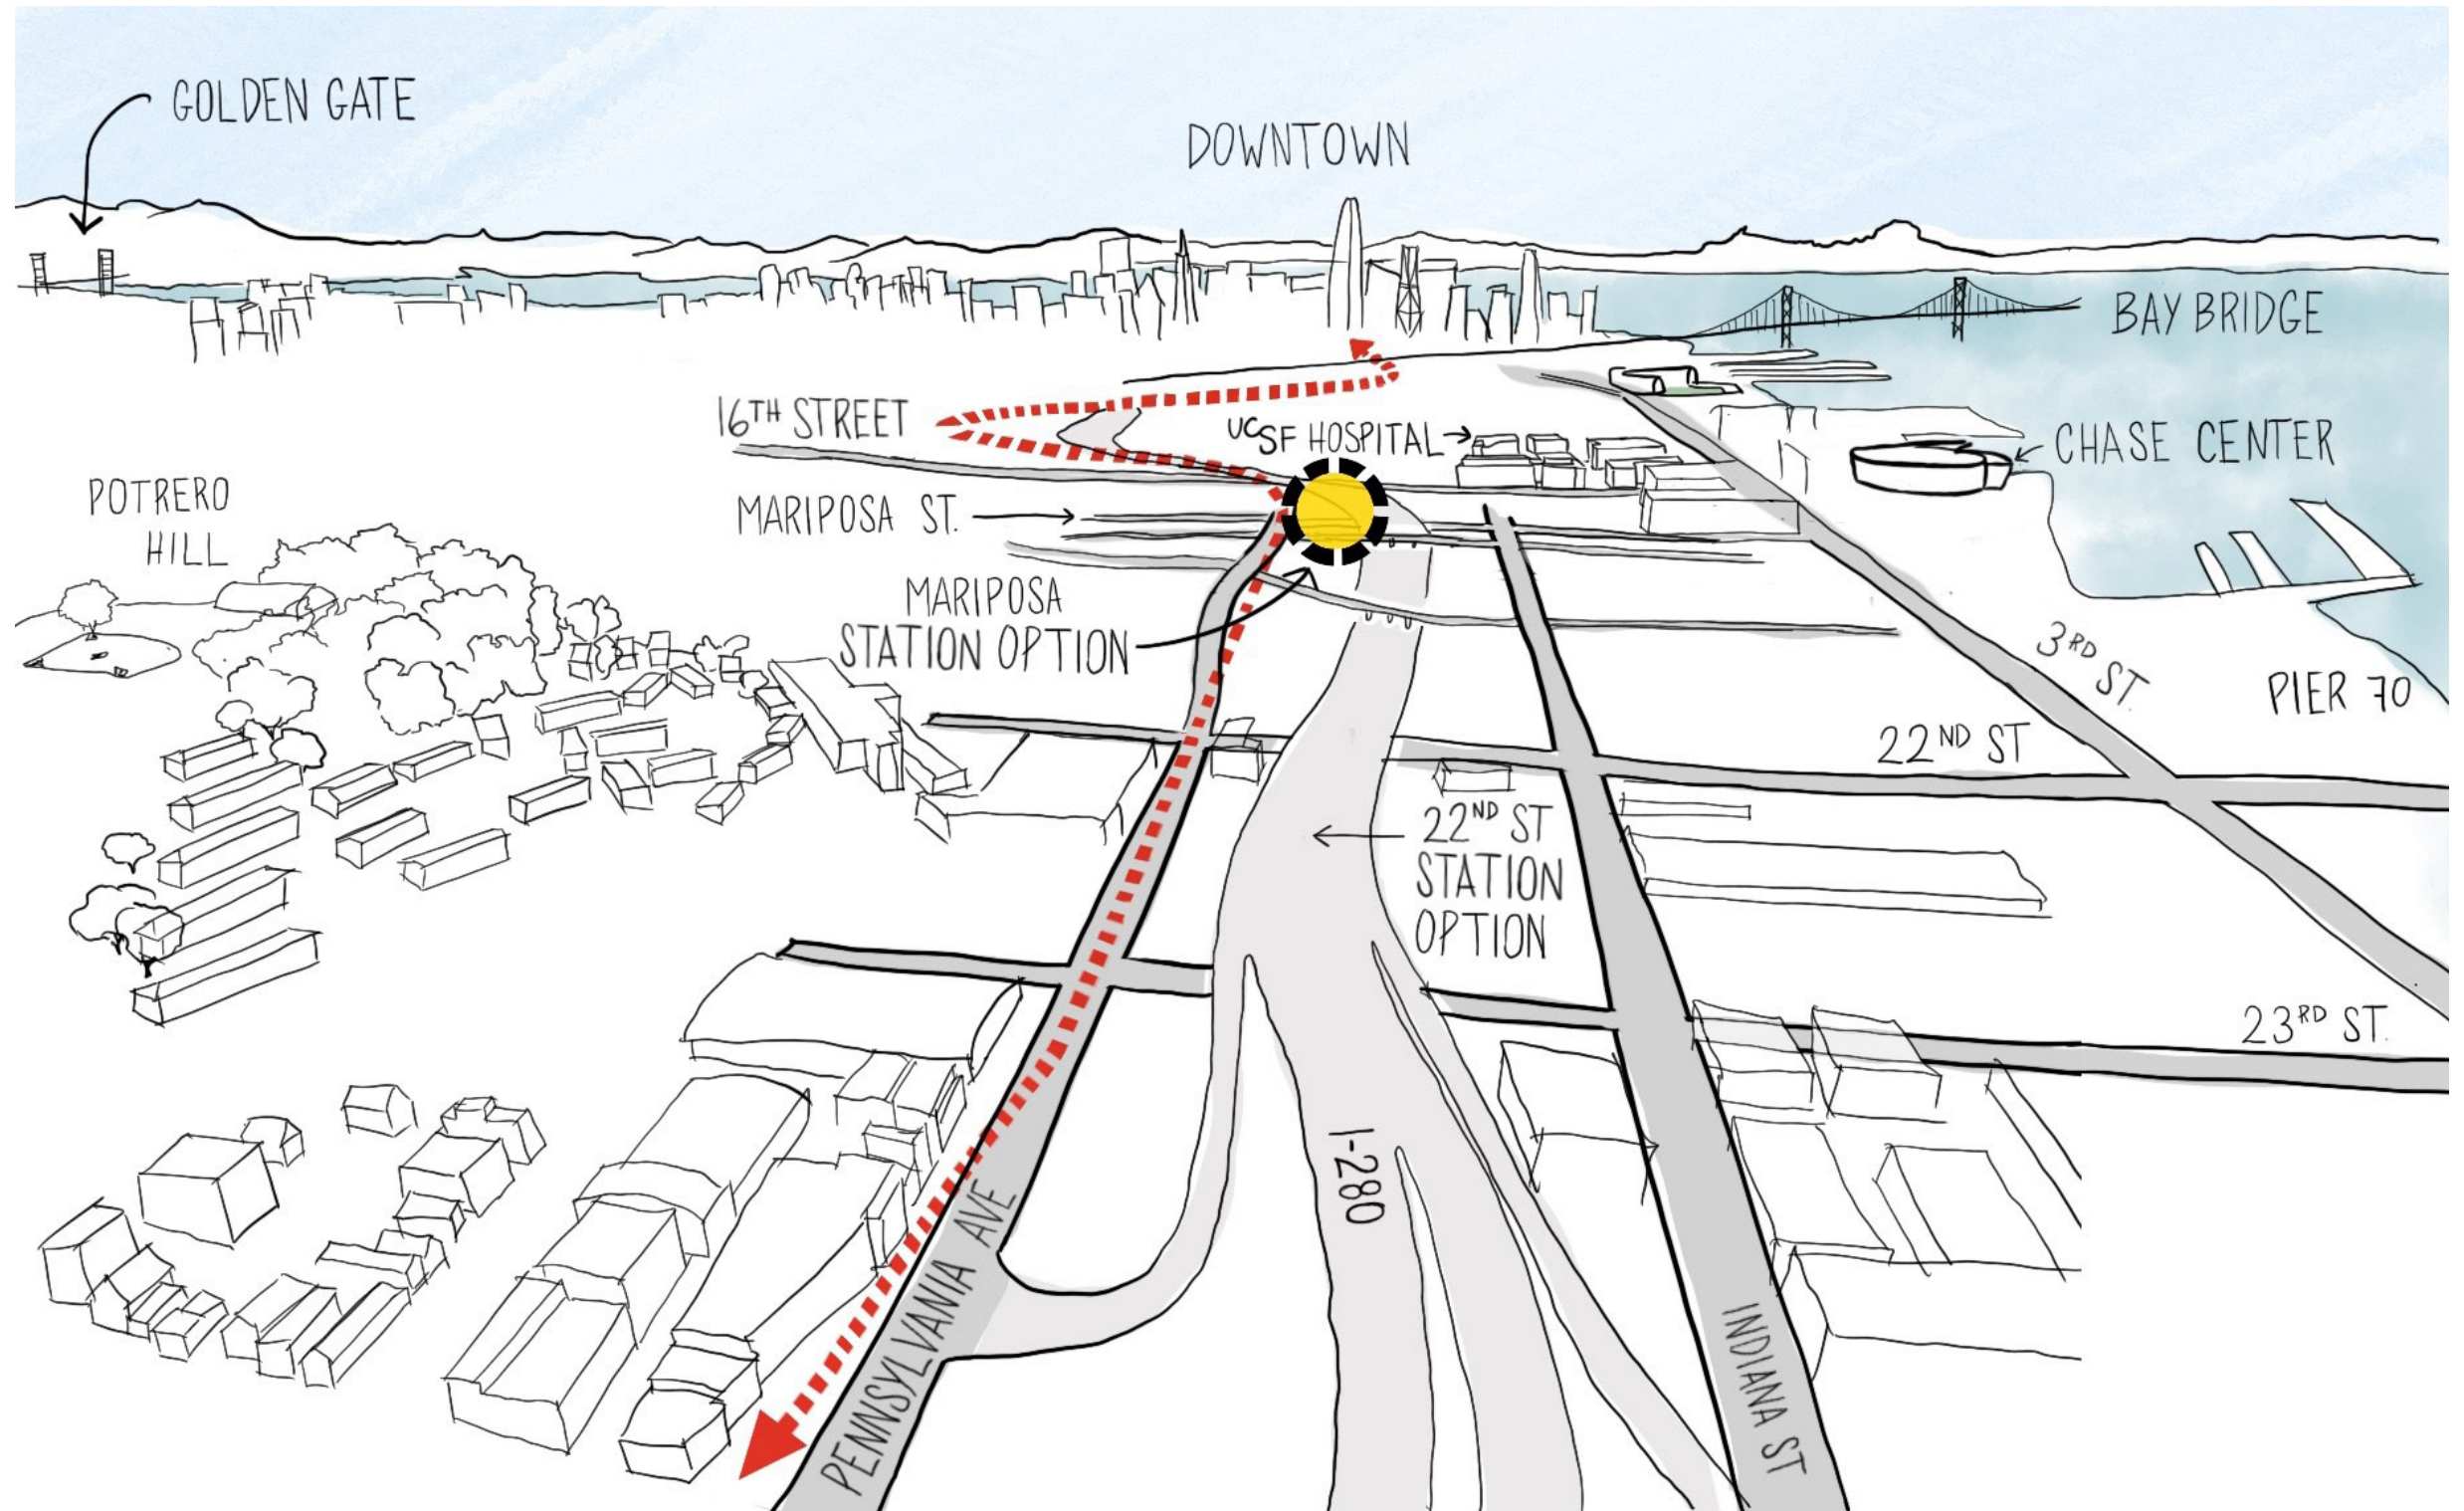 GOLDEN GATE
DOWNTOWN
BAY BRIDGE
16TH STREET
UCSF HOSPITAL
CHASE CENTER
POTRERO
HILL
MARIPOSA ST.
MARIPOSA
STATION OPTION
3RD ST.
PIER 70
22ND ST
22ND ST
STATION
OPTION
23RD ST.
I-280
PENNSYLVANIA AVE
INDIANA ST